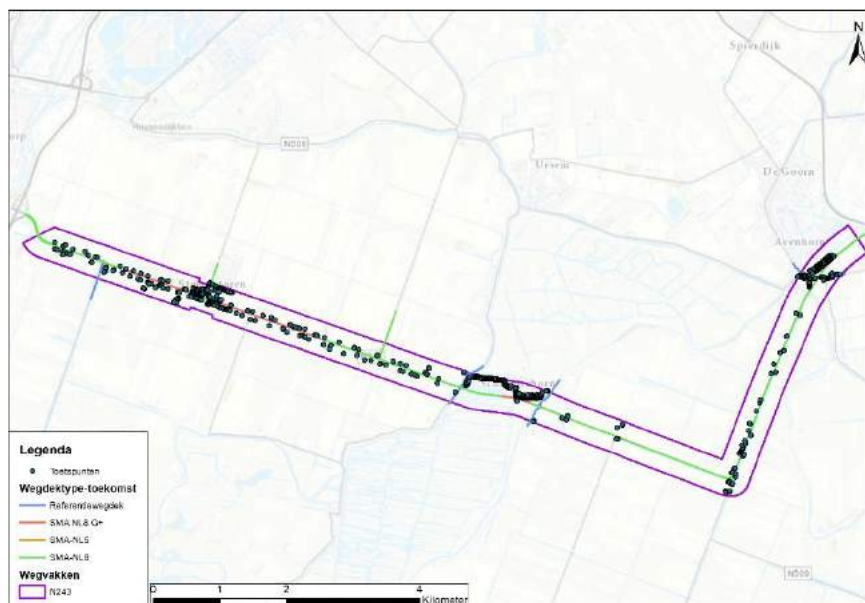 N
Spierdijk
N508
Ursem
De Goorn
Avenhorn
Legenda
Toetspunten
Wegdektype-toekomst
Referentiewegdek
SMA NL8 G+
SMA-NL5
SMA-NL8
Wegvakken
N243
N509
0 1 2 4
Kilometer